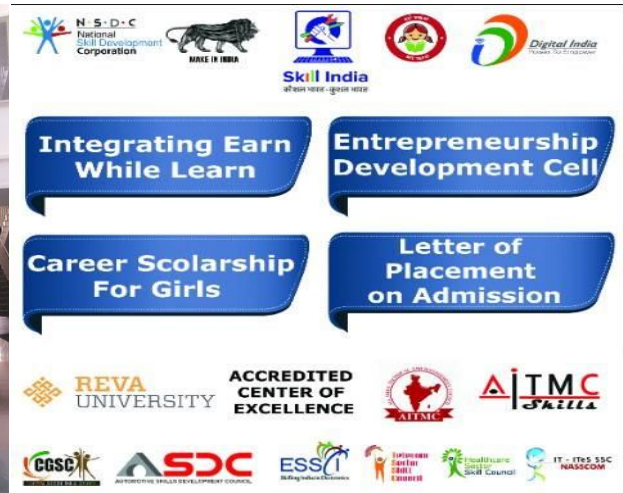 N·S·D·C
National
Skill Development
Corporation
MAKE IN INDIA
Skill India
कौशल भारत - कुशल भारत
Digital India
Power To Empower
Integrating Earn
While Learn
Entrepreneurship
Development Cell
Career Scolarship
For Girls
Letter of
Placement
on Admission
REVA
UNIVERSITY
ACCREDITED
CENTER OF
EXCELLENCE
AITMC
AITMC
Skills
CGSC
ASDC
AUTOMOTIVE SKILLS DEVELOPMENT COUNCIL
ESSCI
Telecom
Sector
Skill
Council
Healthcare
Sector
Skill Council
IT - ITeS SSC
NASSCOM